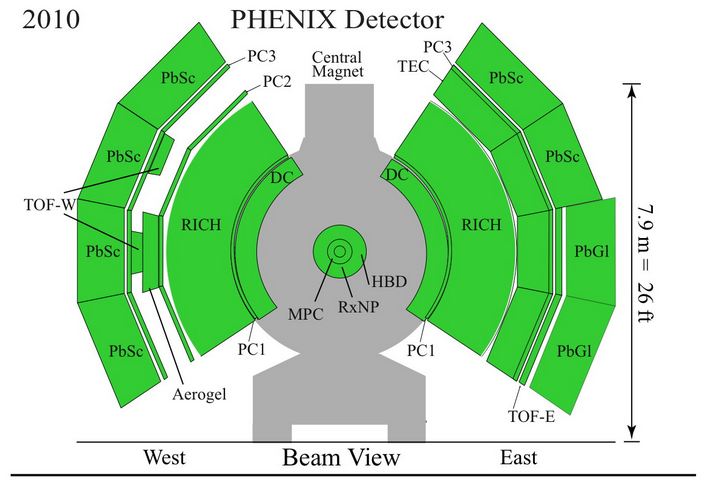 2010
PHENIX Detector
Central
Magnet
PC3
PC2
PbSc
PbSc
TOF-W
PbSc
PbSc
RICH
DC
PC1
Aerogel
MPC
RxNP
HBD
PC3
TEC
PbSc
PbSc
DC
RICH
PbGl
PbGl
PC1
TOF-E
7.9 m = 26 ft
West
Beam View
East